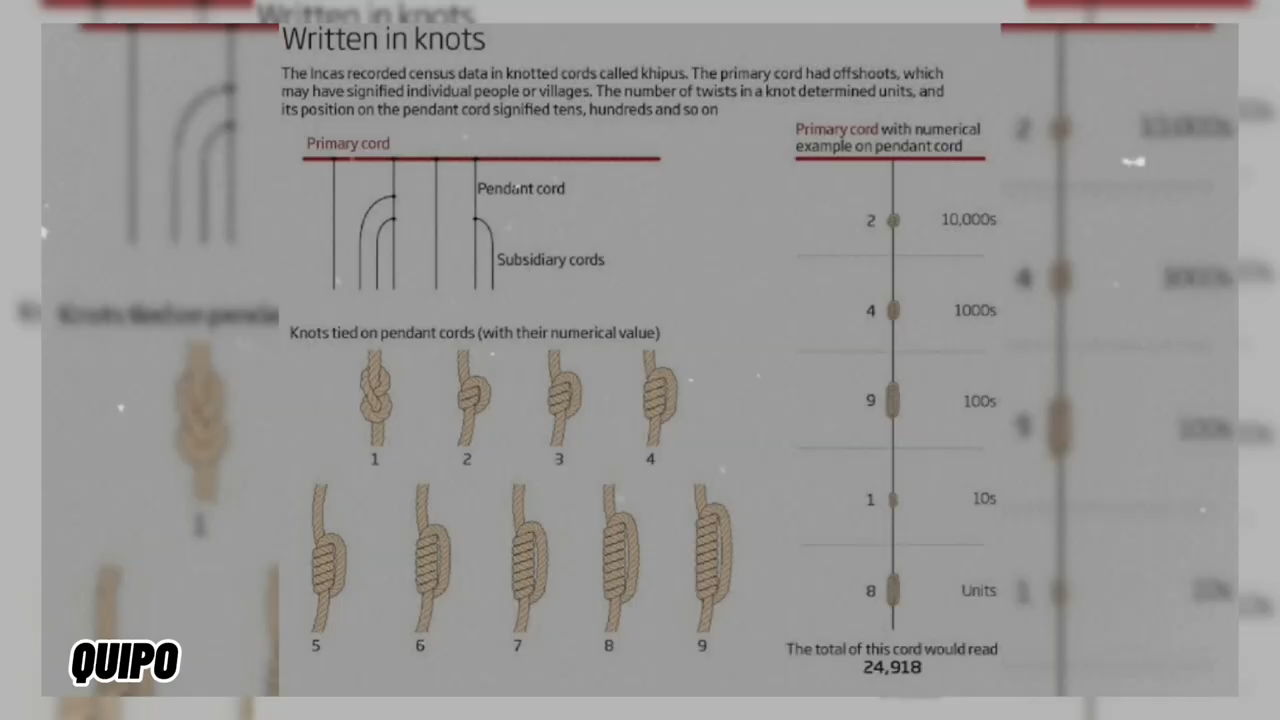 Written in knots
The Incas recorded census data in knotted cords called khipus. The primary cord had offshoots, which
may have signified individual people or villages. The number of twists in a knot determined units, and
its position on the pendant cord signified tens, hundreds and so on
Primary cord
Pendant cord
Subsidiary cords
Knots tied on pendant cords (with their numerical value)
1 2 3 4
5 6 7 8 9
Primary cord with numerical
example on pendant cord
2 10,000s
4 1000s
9 100s
1 10s
8 Units
The total of this cord would read
24,918
QUIPO